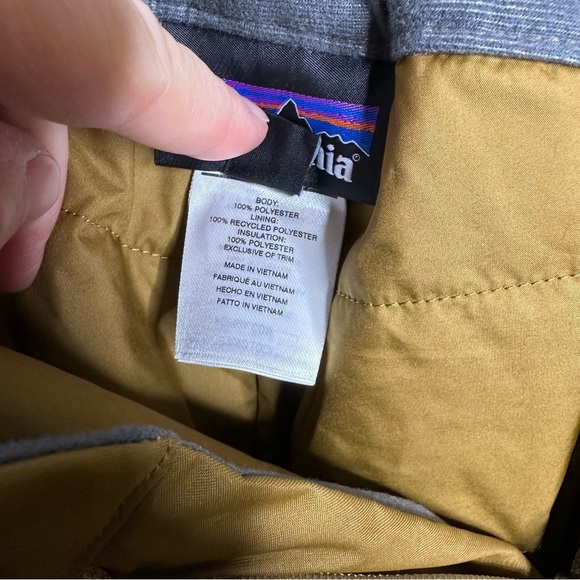 nia®
BODY:
100% POLYESTER
LINING:
100% RECYCLED POLYESTER
INSULATION:
100% POLYESTER
EXCLUSIVE OF TRIM
MADE IN VIETNAM
FABRIQUÉ AU VIETNAM
HECHO EN VIETNAM
FATTO IN VIETNAM